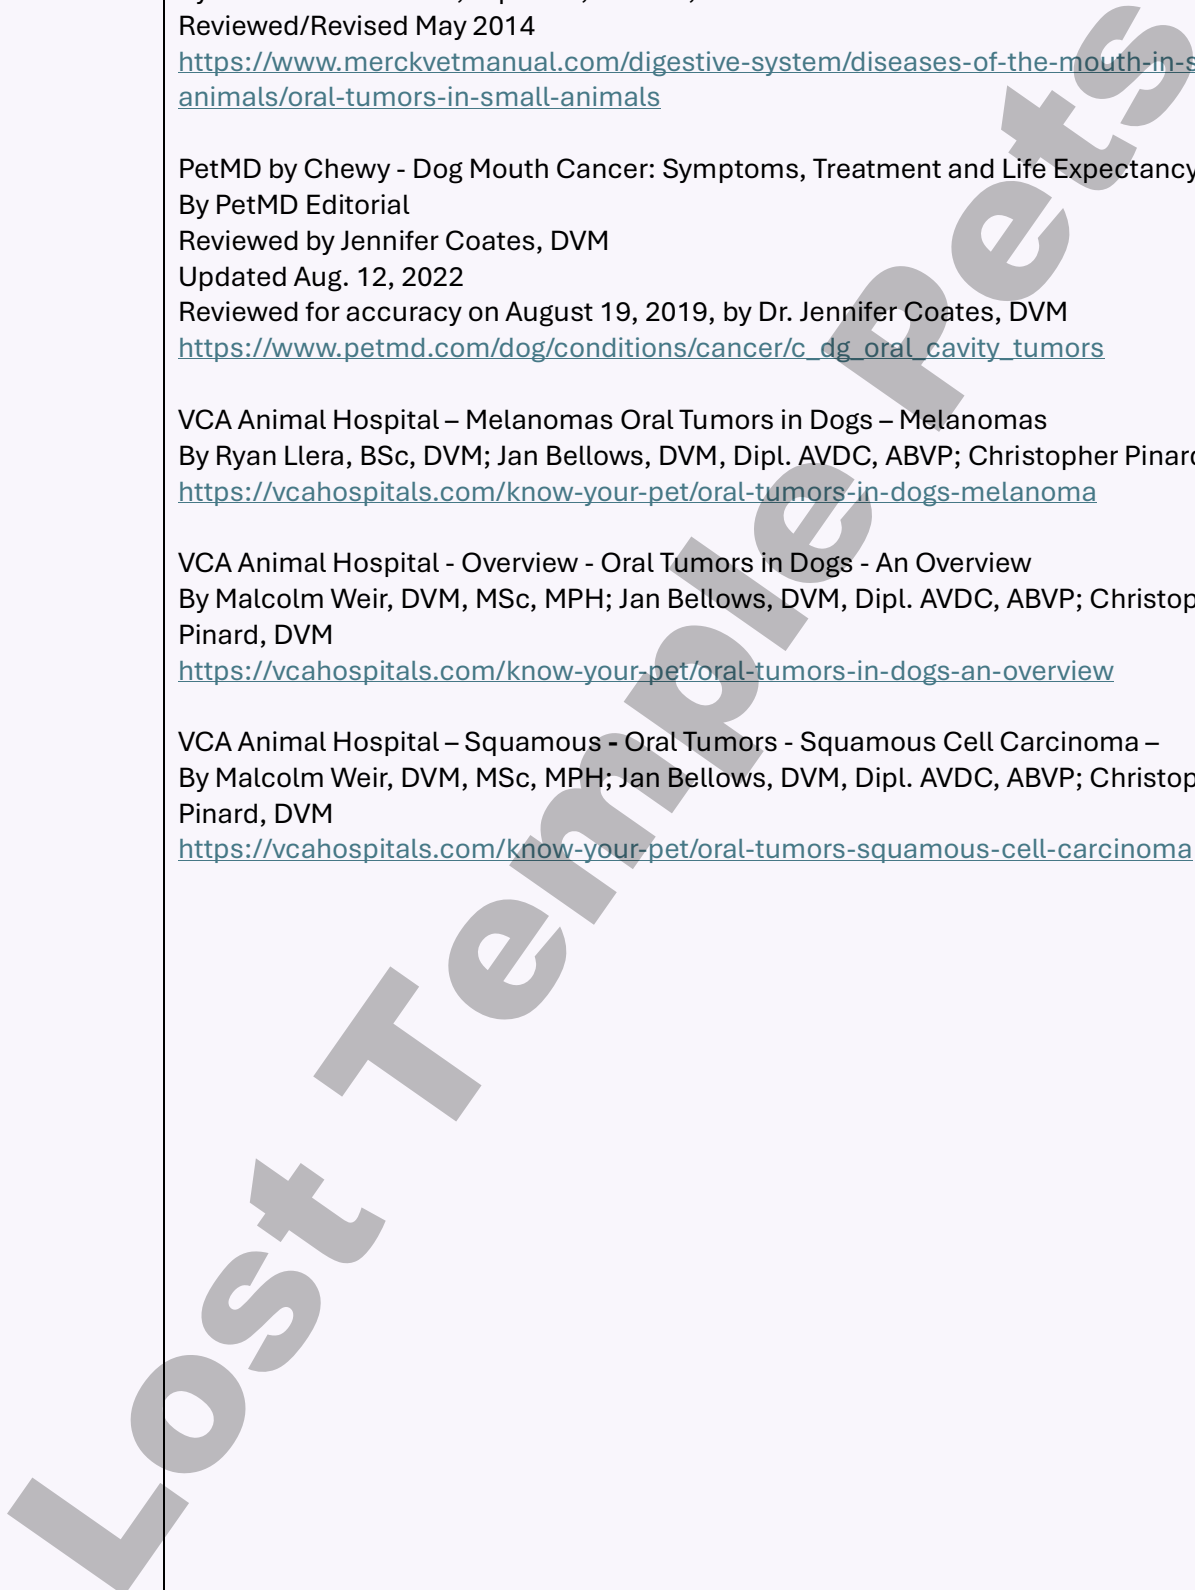 Reviewed/Revised May 2014
https://www.merckvetmanual.com/digestive-system/diseases-of-the-mouth-in-s
animals/oral-tumors-in-small-animals
PetMD by Chewy - Dog Mouth Cancer: Symptoms, Treatment and Life Expectancy
By PetMD Editorial
Reviewed by Jennifer Coates, DVM
Updated Aug. 12, 2022
Reviewed for accuracy on August 19, 2019, by Dr. Jennifer Coates, DVM
https://www.petmd.com/dog/conditions/cancer/c_dg_oral_cavity_tumors
VCA Animal Hospital – Melanomas Oral Tumors in Dogs – Melanomas
By Ryan Llera, BSc, DVM; Jan Bellows, DVM, Dipl. AVDC, ABVP; Christopher Pinard
https://vcahospitals.com/know-your-pet/oral-tumors-in-dogs-melanoma
VCA Animal Hospital - Overview - Oral Tumors in Dogs - An Overview
By Malcolm Weir, DVM, MSc, MPH; Jan Bellows, DVM, Dipl. AVDC, ABVP; Christop
Pinard, DVM
https://vcahospitals.com/know-your-pet/oral-tumors-in-dogs-an-overview
VCA Animal Hospital – Squamous - Oral Tumors - Squamous Cell Carcinoma –
By Malcolm Weir, DVM, MSc, MPH; Jan Bellows, DVM, Dipl. AVDC, ABVP; Christop
Pinard, DVM
https://vcahospitals.com/know-your-pet/oral-tumors-squamous-cell-carcinoma
Lost Temple Pets